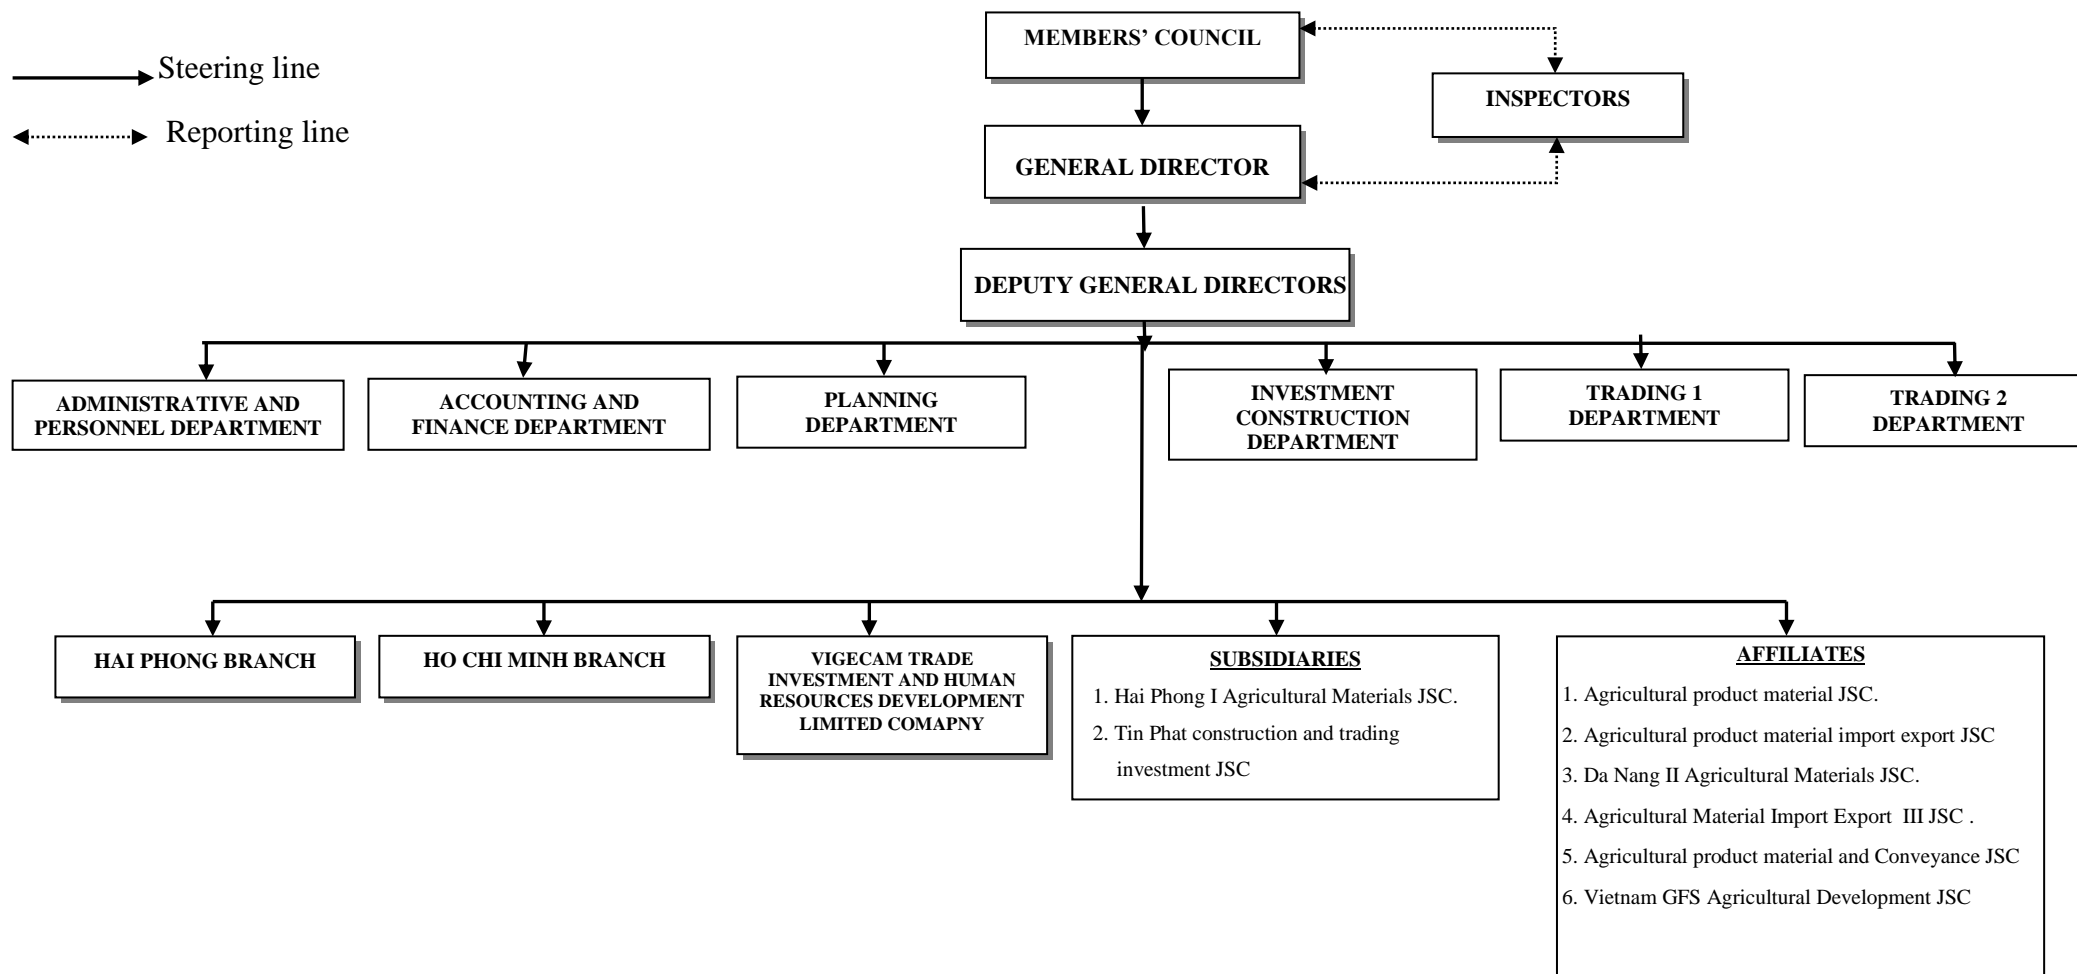 MEMBERS’ COUNCIL
Steering line
INSPECTORS
Reporting line
GENERAL DIRECTOR
DEPUTY GENERAL DIRECTORS
ADMINISTRATIVE AND
PERSONNEL DEPARTMENT
ACCOUNTING AND
FINANCE DEPARTMENT
PLANNING
DEPARTMENT
INVESTMENT
CONSTRUCTION
DEPARTMENT
TRADING 1
DEPARTMENT
TRADING 2
DEPARTMENT
HAI PHONG BRANCH
HO CHI MINH BRANCH
VIGECAM TRADE
INVESTMENT AND HUMAN
RESOURCES DEVELOPMENT
LIMITED COMAPNY
SUBSIDIARIES
1. Hai Phong I Agricultural Materials JSC.
2. Tin Phat construction and trading
investment JSC
AFFILIATES
1. Agricultural product material JSC.
2. Agricultural product material import export JSC
3. Da Nang II Agricultural Materials JSC.
4. Agricultural Material Import Export  III JSC .
5. Agricultural product material and Conveyance JSC
6. Vietnam GFS Agricultural Development JSC